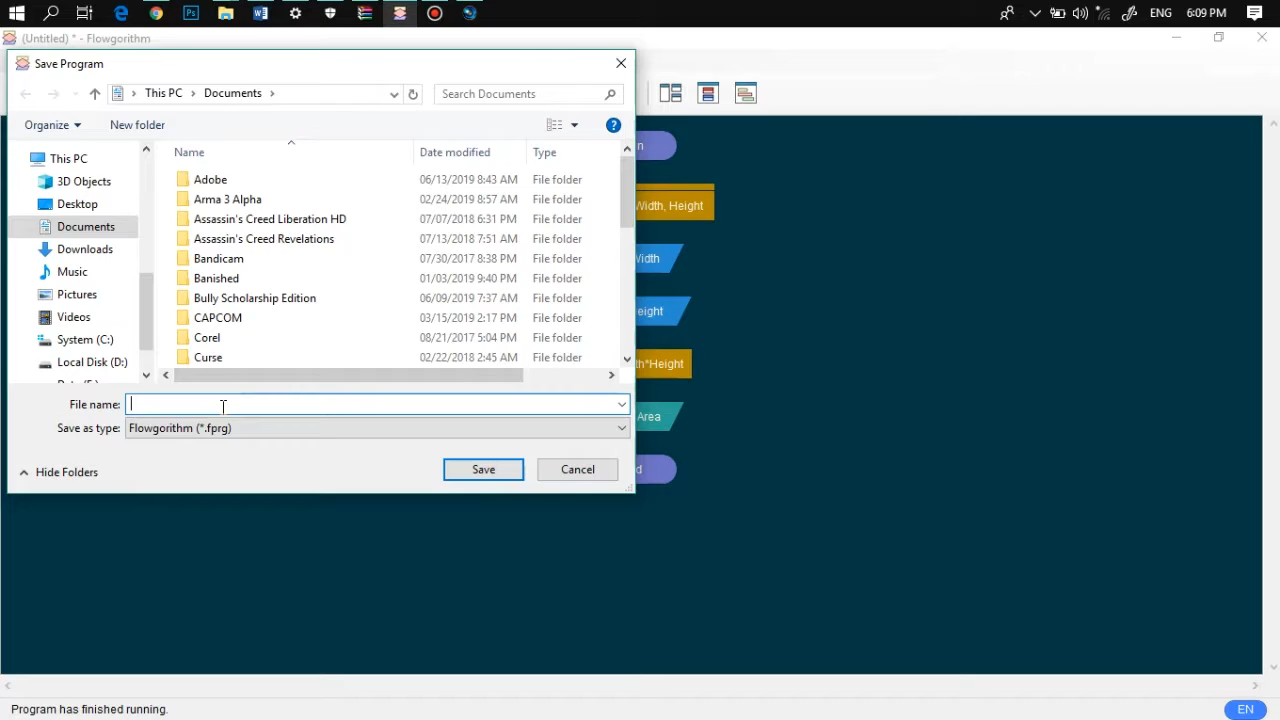 ENG 6:09 PM
(Untitled) * - Flowgorithm
Save Program
This PC > Documents >
Search Documents
Organize
New folder
Name
Date modified
Type
This PC
3D Objects
Desktop
Documents
Downloads
Music
Pictures
Videos
System (C:)
Local Disk (D:)
Adobe 06/13/2019 8:43 AM File folder
Arma 3 Alpha 02/24/2019 8:57 AM File folder
Assassin's Creed Liberation HD 07/07/2018 6:31 PM File folder
Assassin's Creed Revelations 07/13/2018 7:51 AM File folder
Bandicam 07/30/2017 8:38 PM File folder
Banished 01/03/2019 9:40 PM File folder
Bully Scholarship Edition 06/09/2019 7:37 AM File folder
CAPCOM 03/15/2019 2:17 PM File folder
Corel 08/21/2017 5:04 PM File folder
Curse 02/22/2018 2:45 AM File folder
File name:
Save as type: Flowgorithm (*.fprg)
Hide Folders
Save
Cancel
n
Width, Height
Width
eight
th*Height
Area
d
Program has finished running.
EN